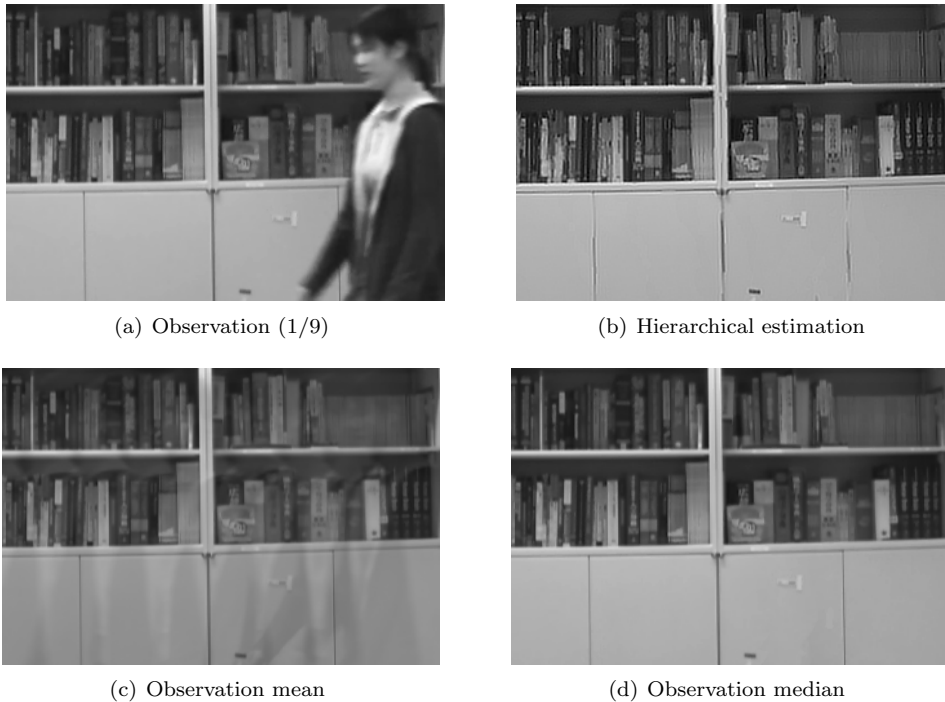 (a) Observation (1/9)
(b) Hierarchical estimation
(c) Observation mean
(d) Observation median